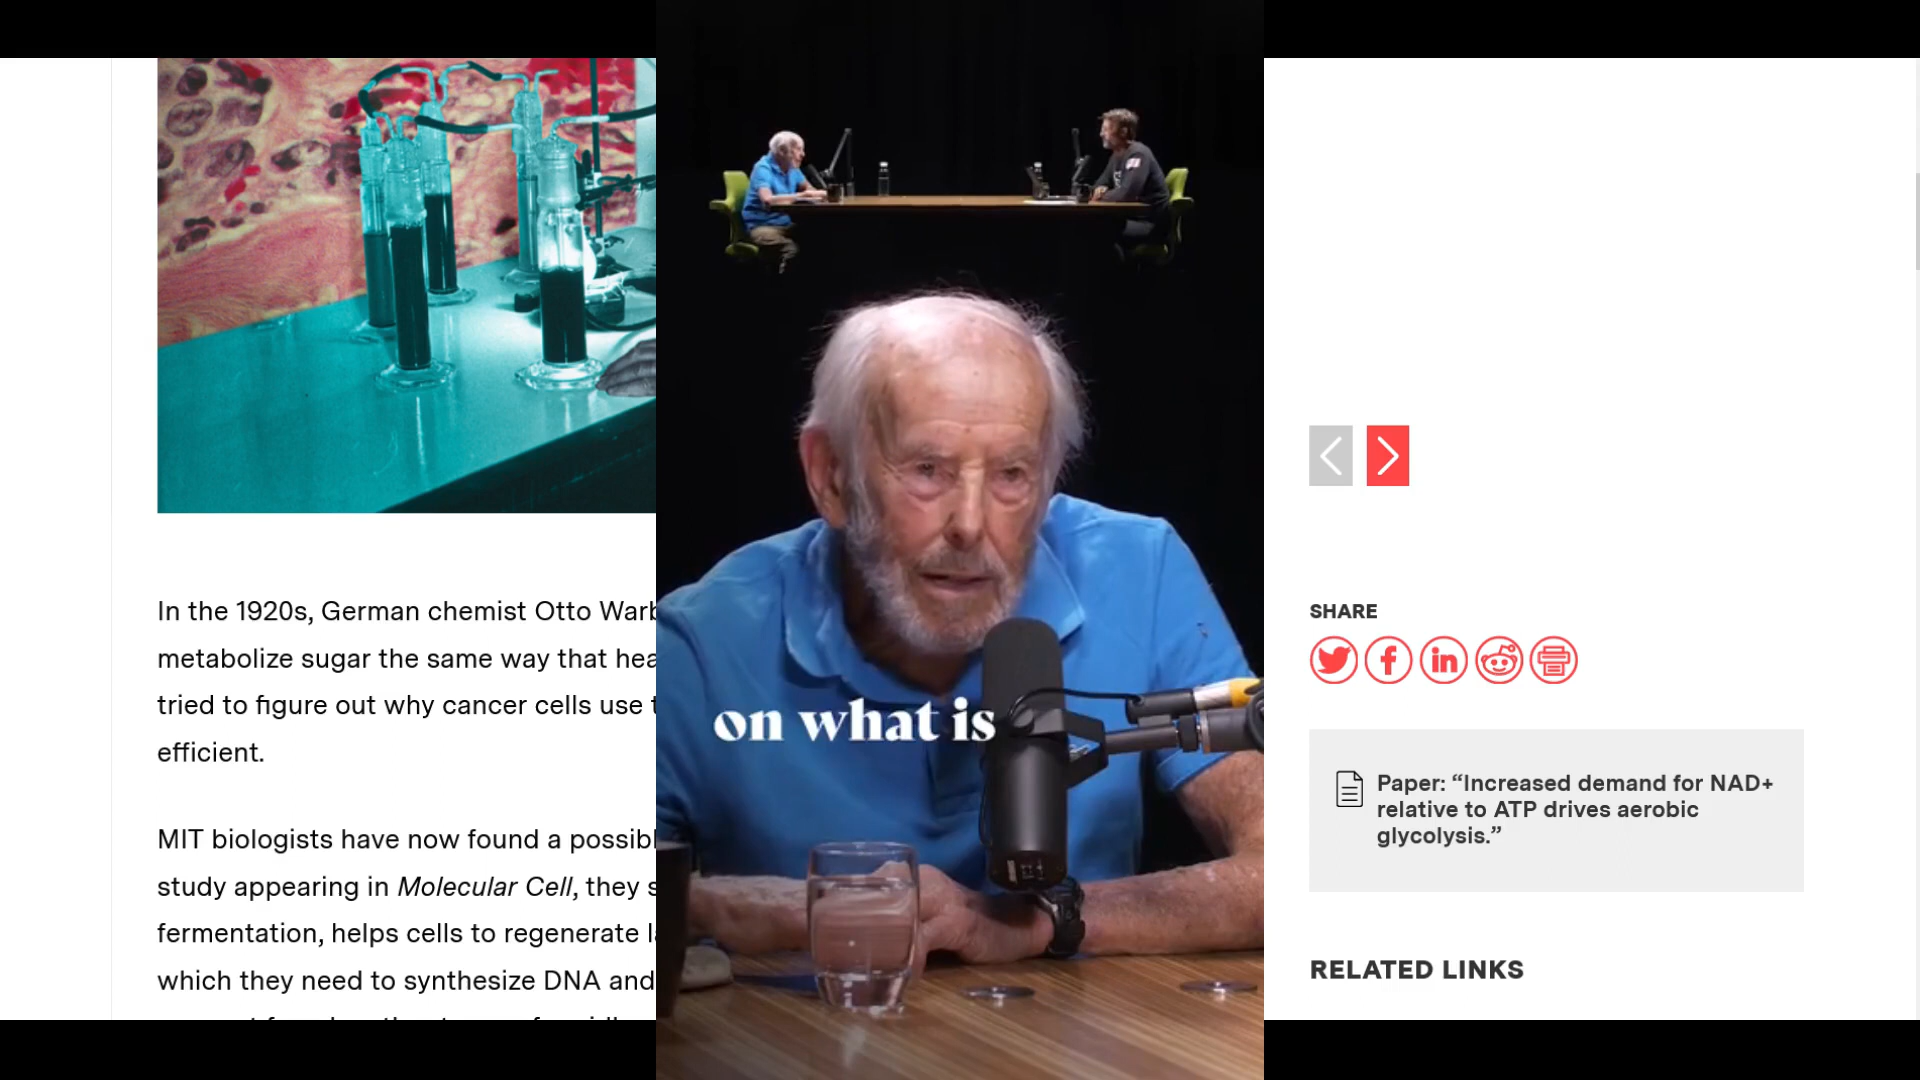 In the 1920s, German chemist Otto
metabolize sugar the same way that
tried to figure out why cancer cells use
efficient.
MIT biologists have now found a
study appearing in Molecular Cell, they
fermentation, helps cells to regenerate
which they need to synthesize DNA and
on what is
SHARE
Paper: “Increased demand for NAD+
relative to ATP drives aerobic
glycolysis.”
RELATED LINKS